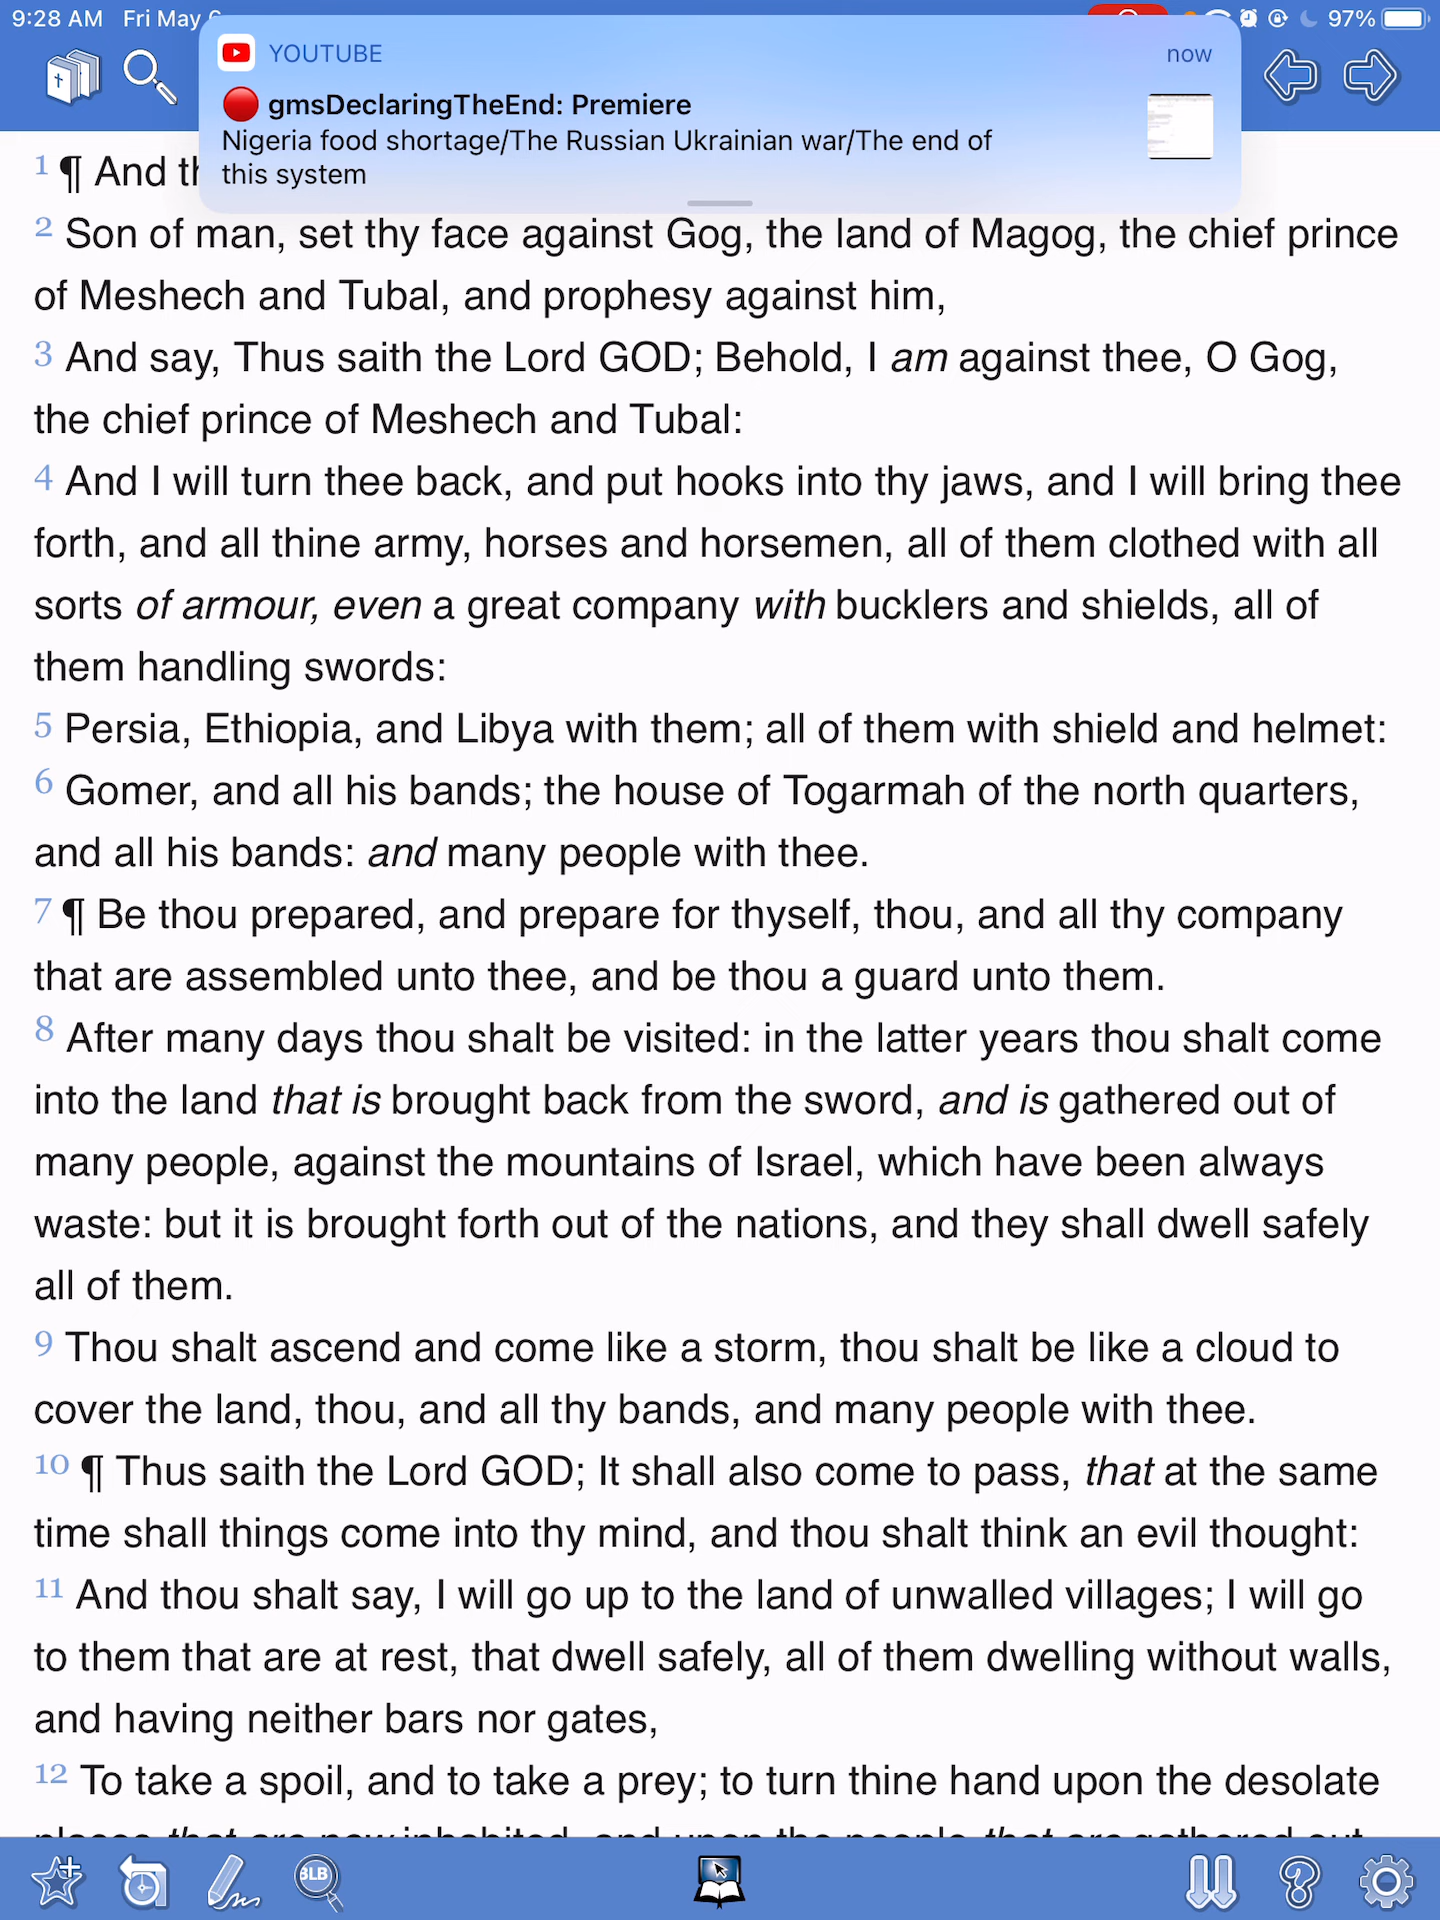 9:28 AM Fri May
97%
YOUTUBE
now
gmsDeclaringTheEnd: Premiere
Nigeria food shortage/The Russian Ukrainian war/The end of
this system
1 ¶ And
2 Son of man, set thy face against Gog, the land of Magog, the chief prince
of Meshech and Tubal, and prophesy against him,
3 And say, Thus saith the Lord GOD; Behold, I am against thee, O Gog,
the chief prince of Meshech and Tubal:
4 And I will turn thee back, and put hooks into thy jaws, and I will bring thee
forth, and all thine army, horses and horsemen, all of them clothed with all
sorts of armour, even a great company with bucklers and shields, all of
them handling swords:
5 Persia, Ethiopia, and Libya with them; all of them with shield and helmet:
6 Gomer, and all his bands; the house of Togarmah of the north quarters,
and all his bands: and many people with thee.
7 ¶ Be thou prepared, and prepare for thyself, thou, and all thy company
that are assembled unto thee, and be thou a guard unto them.
8 After many days thou shalt be visited: in the latter years thou shalt come
into the land that is brought back from the sword, and is gathered out of
many people, against the mountains of Israel, which have been always
waste: but it is brought forth out of the nations, and they shall dwell safely
all of them.
9 Thou shalt ascend and come like a storm, thou shalt be like a cloud to
cover the land, thou, and all thy bands, and many people with thee.
10 ¶ Thus saith the Lord GOD; It shall also come to pass, that at the same
time shall things come into thy mind, and thou shalt think an evil thought:
11 And thou shalt say, I will go up to the land of unwalled villages; I will go
to them that are at rest, that dwell safely, all of them dwelling without walls,
and having neither bars nor gates,
12 To take a spoil, and to take a prey; to turn thine hand upon the desolate
places that are now inhabited, and upon the people that are gathered out
BLB